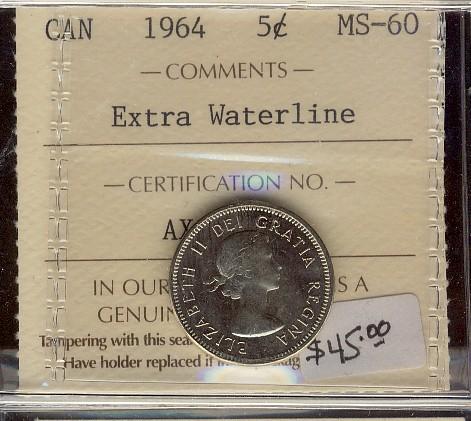 CAN 1964 5¢ MS-60
— COMMENTS —
Extra Waterline
— CERTIFICATION NO. —
AX
IN OUR S A
GENUIN
Tampering with this sea
Have holder replaced if
ELIZABETH II DEI GRATIA REGINA
$45.00